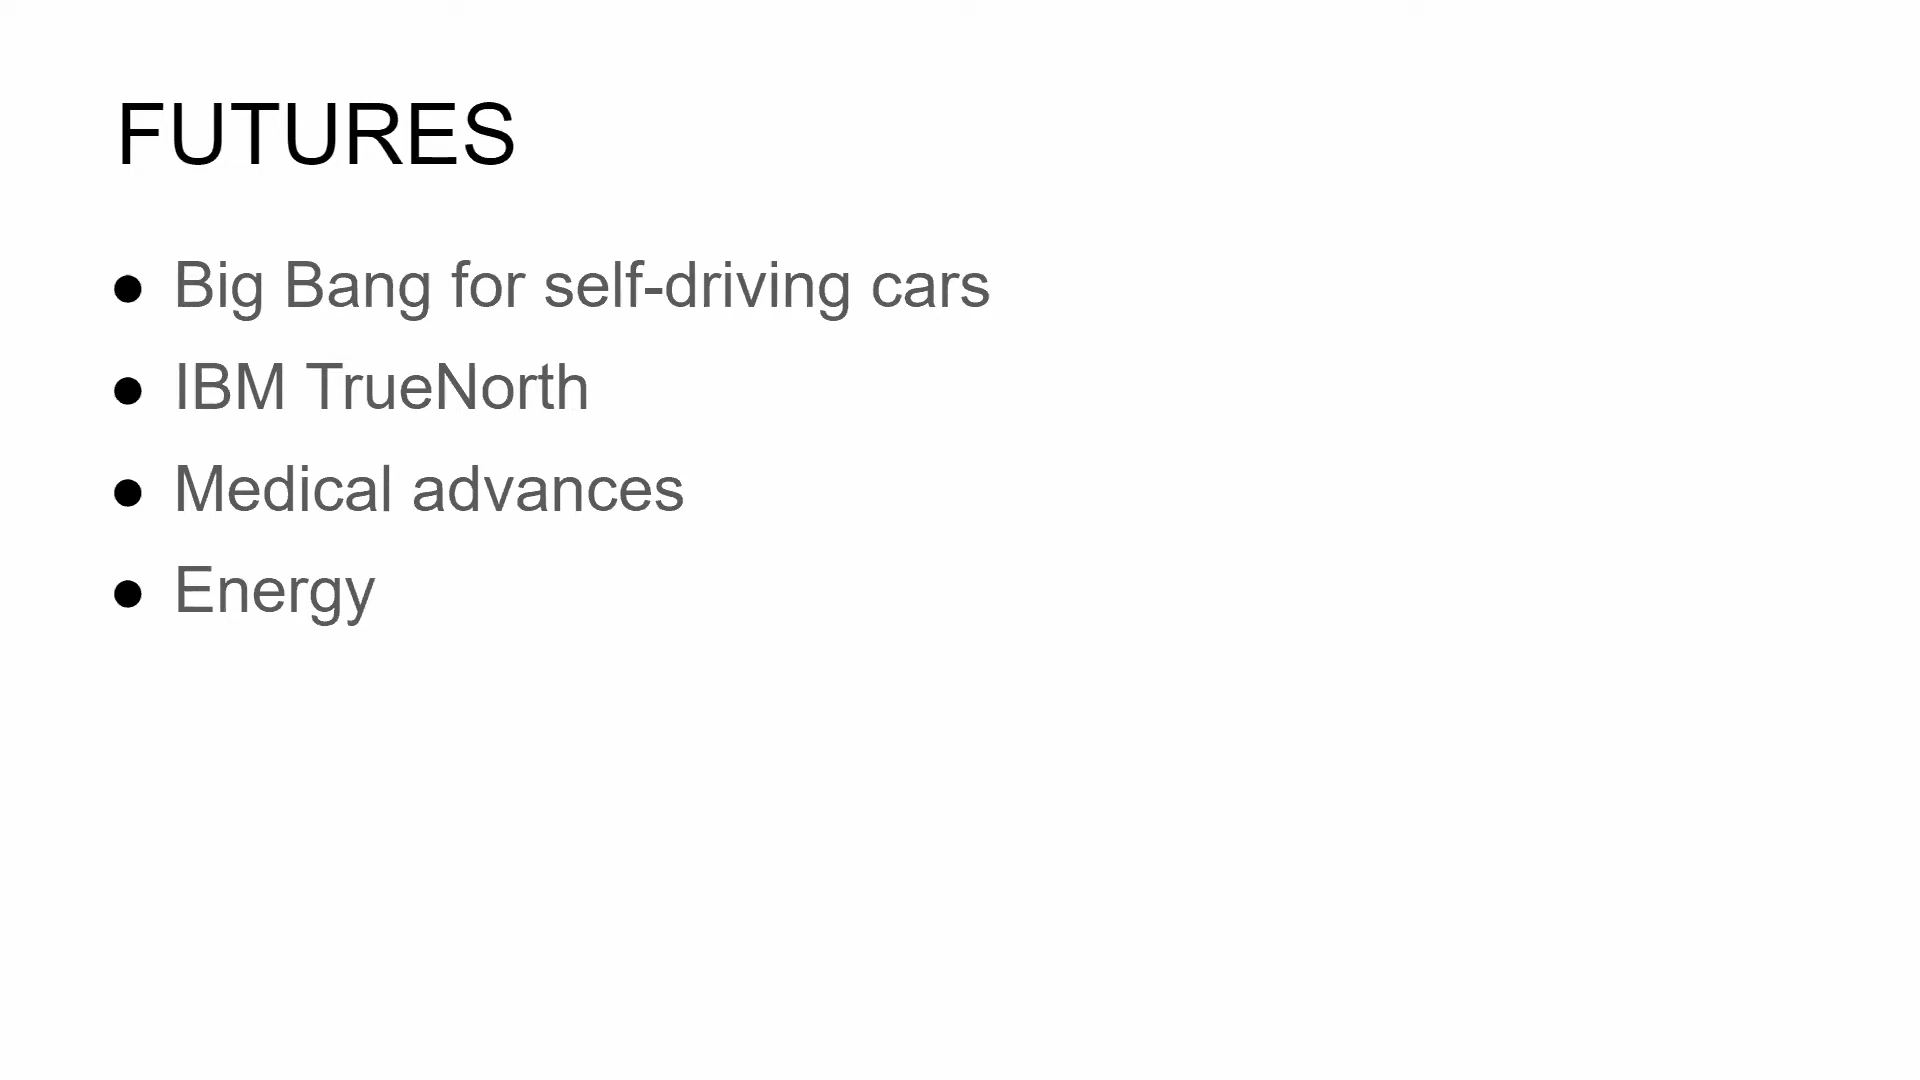 FUTURES
● Big Bang for self-driving cars
● IBM TrueNorth
● Medical advances
● Energy